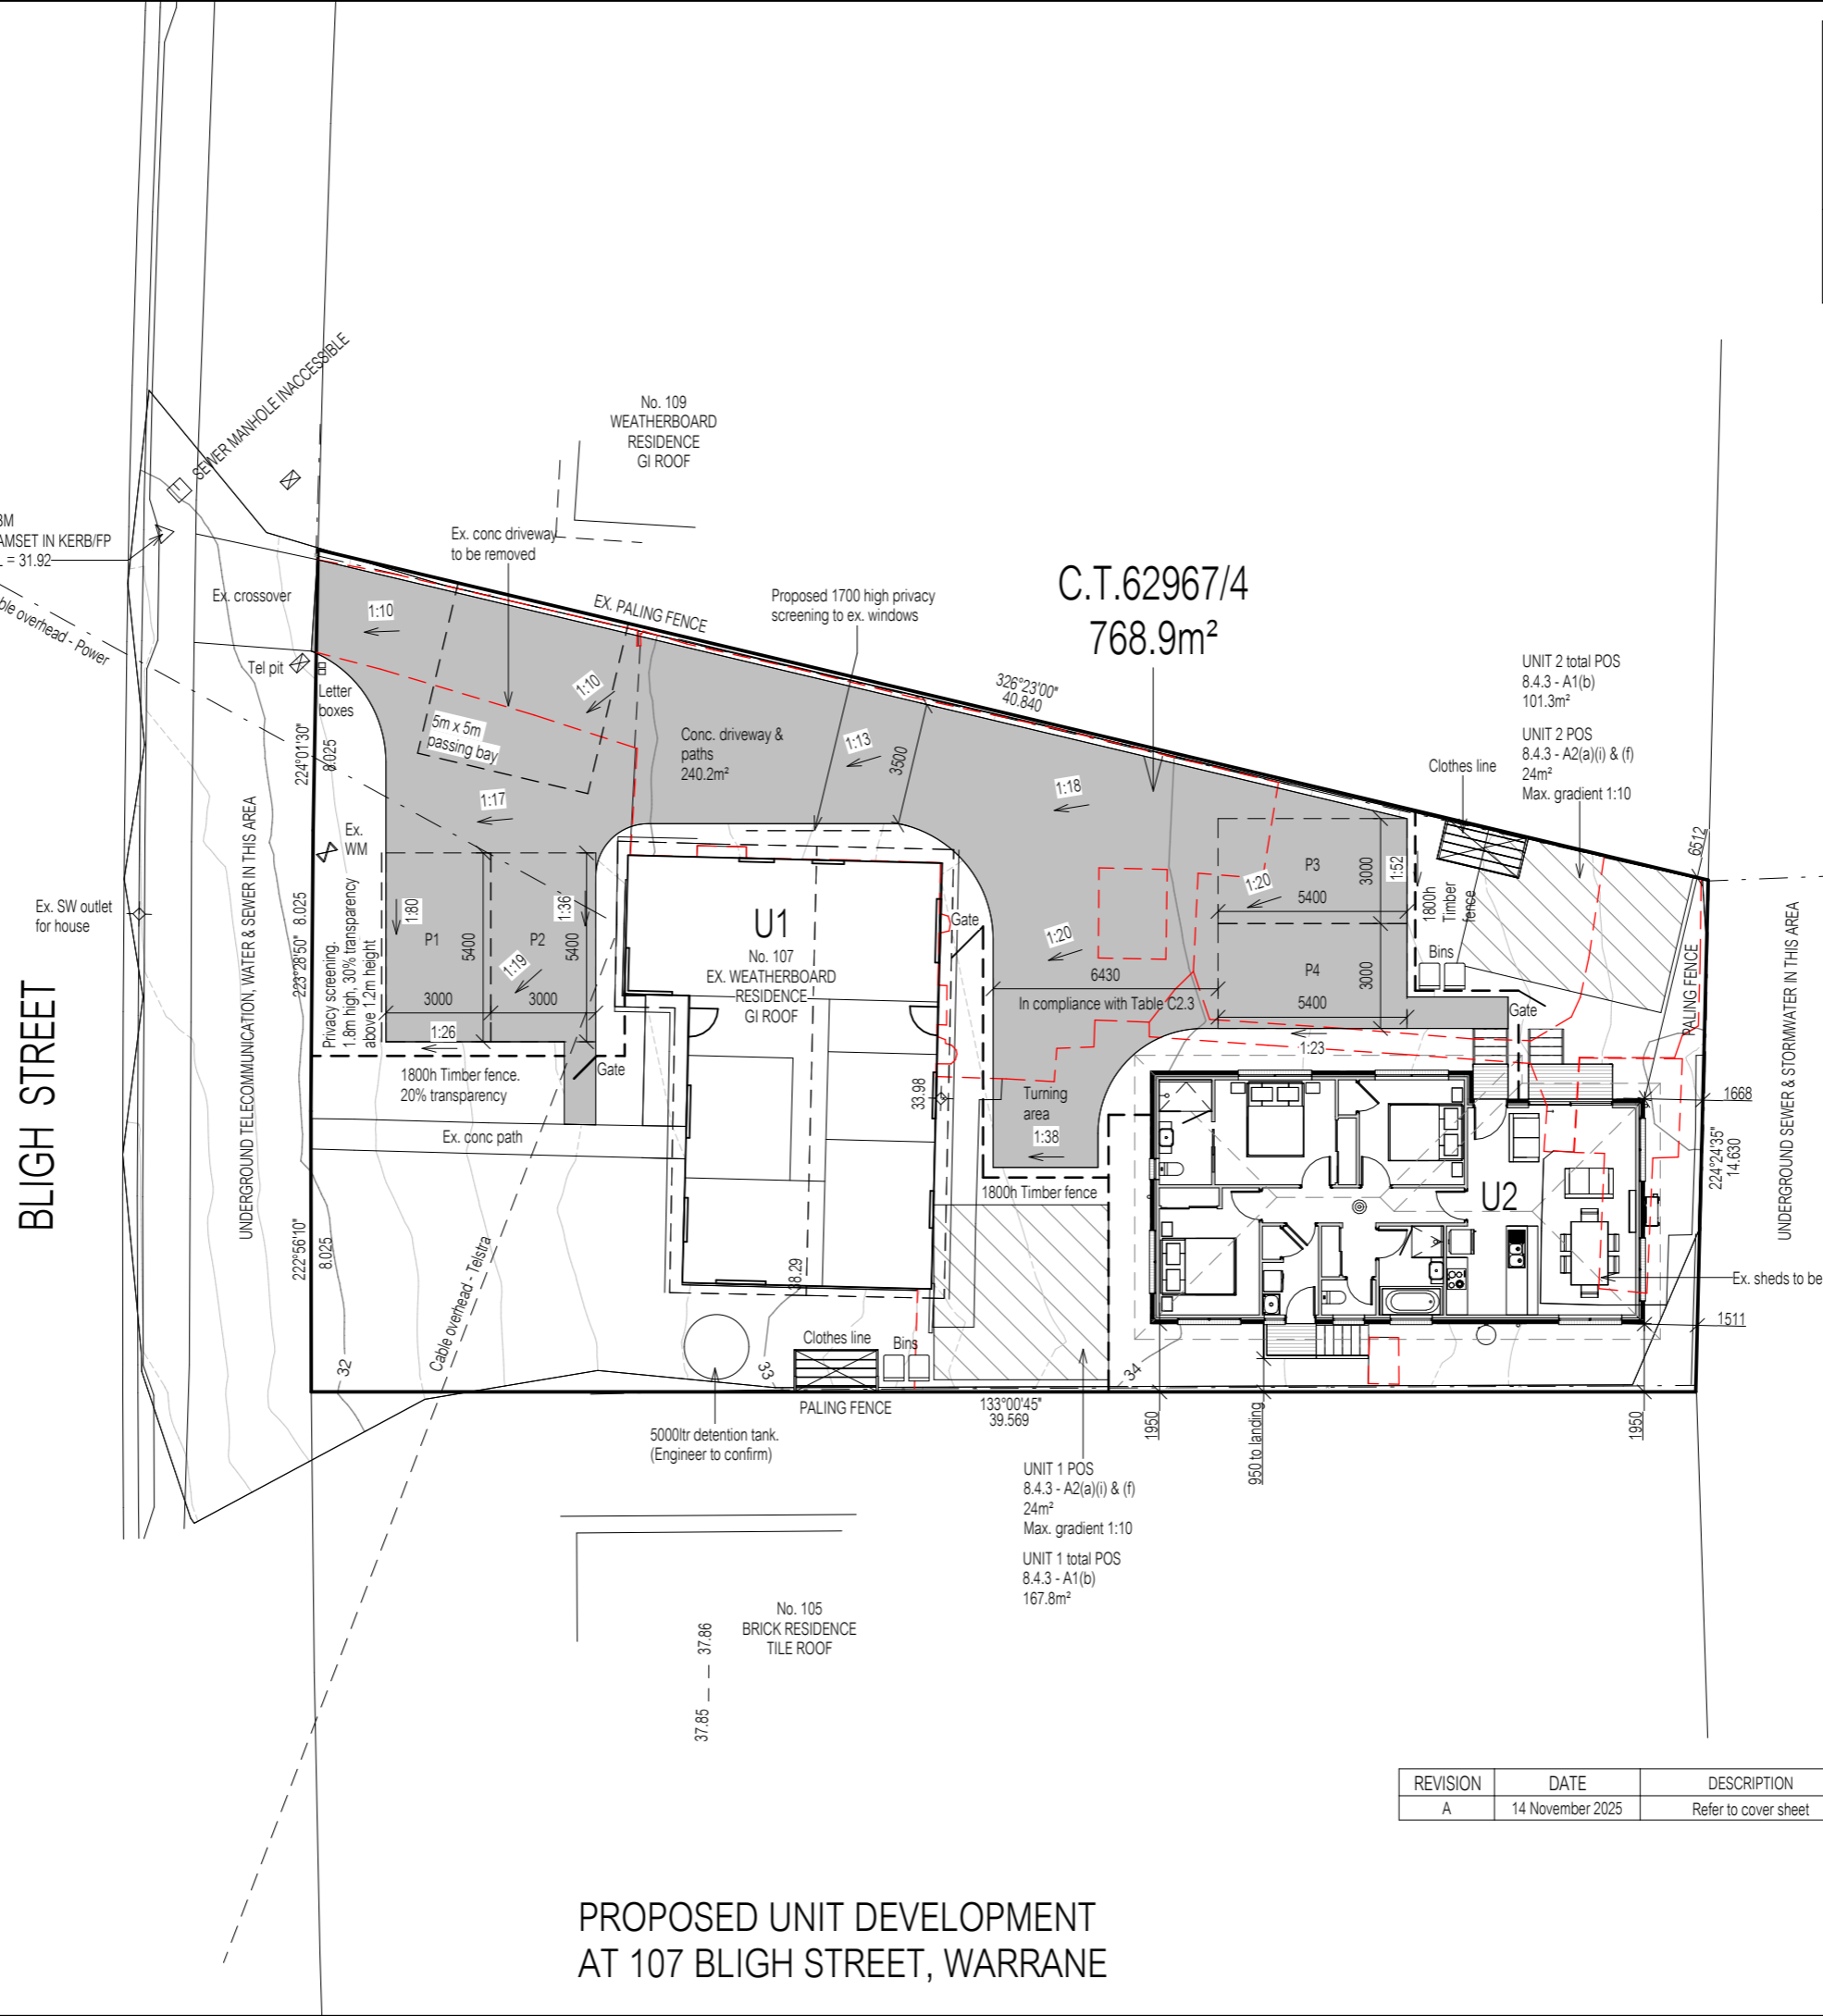 SEWER MANHOLE INACCESSIBLE
No. 109
WEATHERBOARD
RESIDENCE
GI ROOF
AMSET IN KERB/FP
= 31.92
Ex. crossover
overhead - Power
Ex. conc driveway
to be removed
EX. PALING FENCE
Proposed 1700 high privacy
screening to ex. windows
C.T.62967/4
768.9m²
326°23'00"
40.840
UNIT 2 total POS
8.4.3 - A1(b)
101.3m²
UNIT 2 POS
8.4.3 - A2(a)(i) & (f)
24m²
Max. gradient 1:10
Clothes line
6512
1:10
1:10
Tel pit
Letter
boxes
5m x 5m
passing bay
Conc. driveway &
paths
240.2m²
1:13
3500
1:18
1:17
224°01'30"
8.025
Ex.
WM
Ex. SW outlet
for house
UNDERGROUND TELECOMMUNICATION, WATER & SEWER IN THIS AREA
223°28'50" 8.025
Privacy screening.
1.8m high, 30% transparency
above 1.2m height
1:80
P1
5400
1:36
P2
5400
1:19
3000
3000
1:26
U1
No. 107
EX. WEATHERBOARD
RESIDENCE
GI ROOF
Gate
1:20
6430
In compliance with Table C2.3
P3
3000
1:52
1:20
5400
P4
3000
5400
1800h
Timber
fence
Bins
Gate
1:23
PALING FENCE
UNDERGROUND SEWER & STORMWATER IN THIS AREA
BLIGH STREET
Gate
1800h Timber fence.
20% transparency
Ex. conc path
33.98
Turning
area
1:38
1800h Timber fence
U2
1668
224°24'35"
14.630
222°56'10"
8.025
Cable overhead - Telstra
38.29
Ex. sheds to be
1511
32
33
34
Clothes line
Bins
PALING FENCE
133°00'45"
39.569
1950
950 to landing
1950
5000ltr detention tank.
(Engineer to confirm)
UNIT 1 POS
8.4.3 - A2(a)(i) & (f)
24m²
Max. gradient 1:10
UNIT 1 total POS
8.4.3 - A1(b)
167.8m²
No. 105
BRICK RESIDENCE
TILE ROOF
37.85 — — 37.86
REVISION DATE DESCRIPTION
A 14 November 2025 Refer to cover sheet
PROPOSED UNIT DEVELOPMENT
AT 107 BLIGH STREET, WARRANE